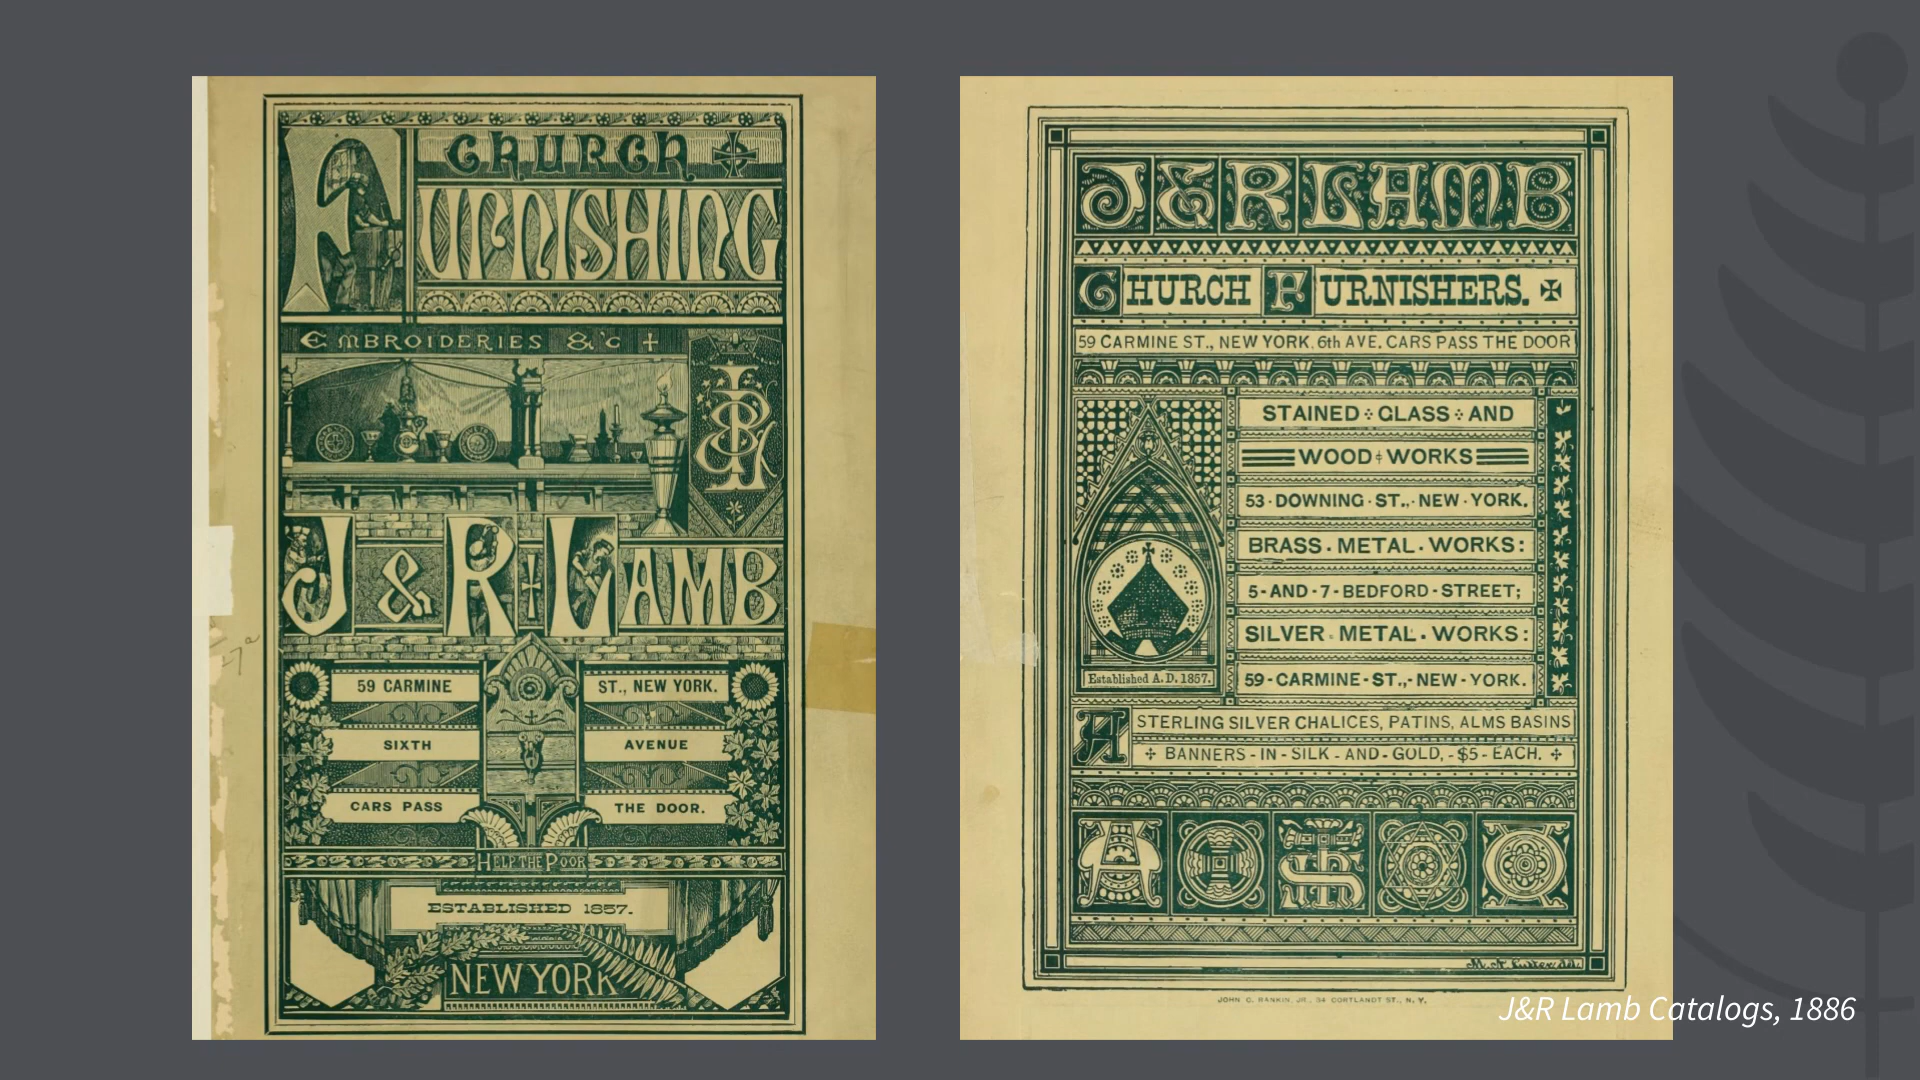 CHURCH
FURNISHING
EMBROIDERIES &'C
J & R LAMB
59 CARMINE ST., NEW YORK.
SIXTH AVENUE
CARS PASS THE DOOR.
HELP THE POOR
ESTABLISHED 1857.
NEW YORK
J & R LAMB
CHURCH FURNISHERS.
59 CARMINE ST., NEW YORK, 6th AVE. CARS PASS THE DOOR
STAINED GLASS AND
WOOD WORKS
53 · DOWNING · ST., · NEW · YORK.
BRASS . METAL . WORKS :
5 - AND - 7 - BEDFORD - STREET;
SILVER . METAL . WORKS :
59 - CARMINE - ST., - NEW - YORK.
Established A.D. 1857.
STERLING SILVER CHALICES, PATINS, ALMS BASINS
BANNERS - IN - SILK - AND - GOLD, - $5 - EACH.
JOHN C. RANKIN, JR., 34 CORTLANDT ST., N. Y.
J&R Lamb Catalogs, 1886